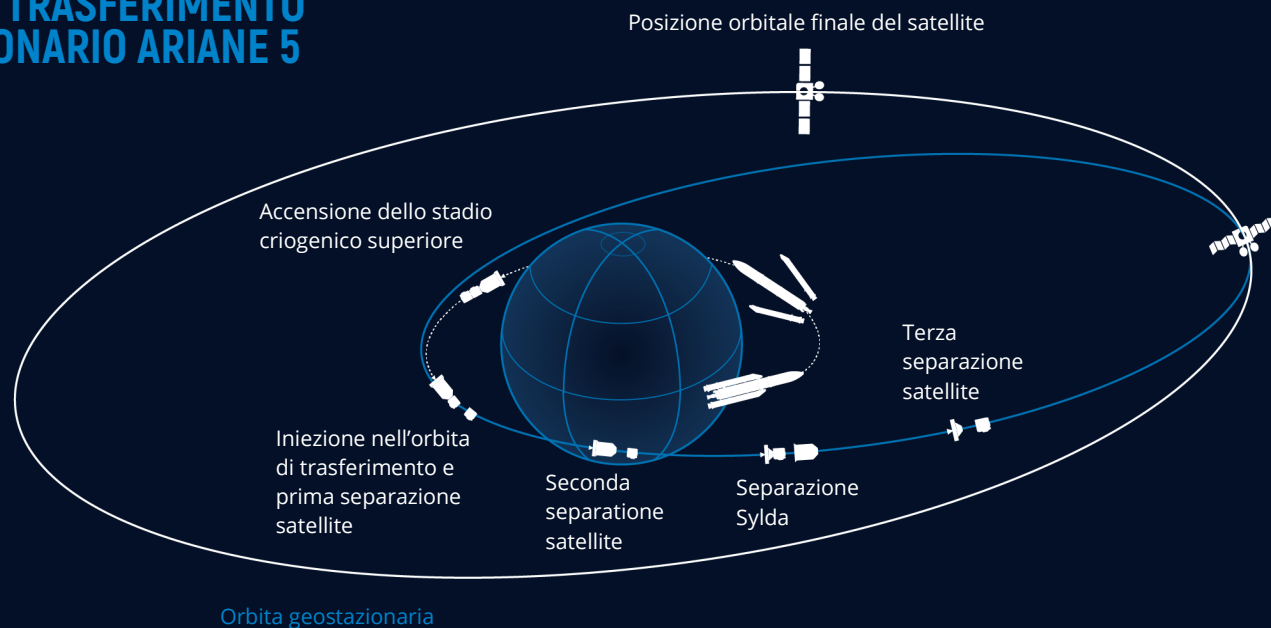 TRASFERIMENTO
ONARIO ARIANE 5
Posizione orbitale finale del satellite
Accensione dello stadio
criogenico superiore
Terza
separazione
satellite
Iniezione nell’orbita
di trasferimento e
prima separazione
satellite
Seconda
separatione
satellite
Separazione
Sylda
Orbita geostazionaria